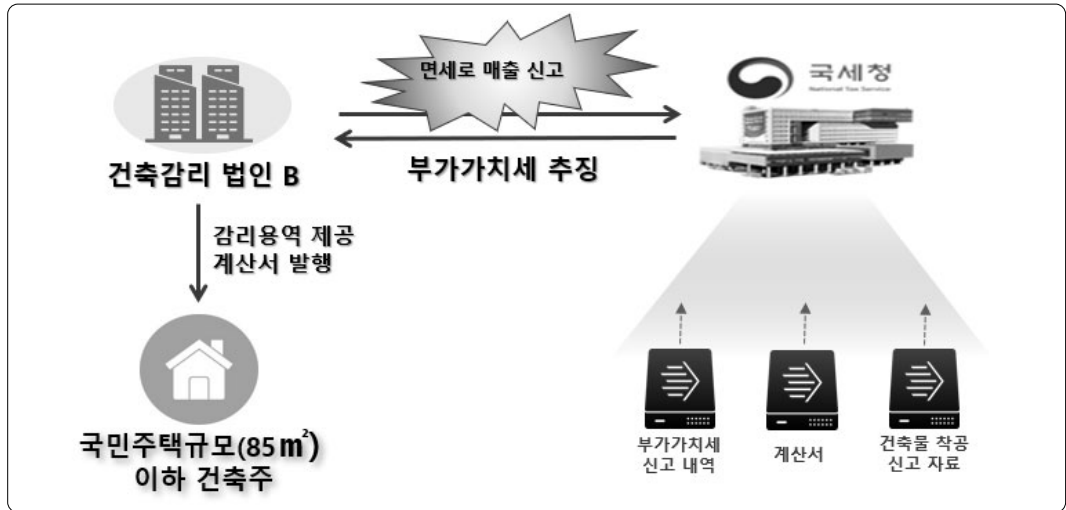 면세로 매출 신고
국세청
National Tax Service
건축감리 법인 B
부가가치세 추징
감리용역 제공
계산서 발행
국민주택규모(85㎡)
이하 건축주
부가가치세
신고 내역
계산서
건축물 착공
신고 자료